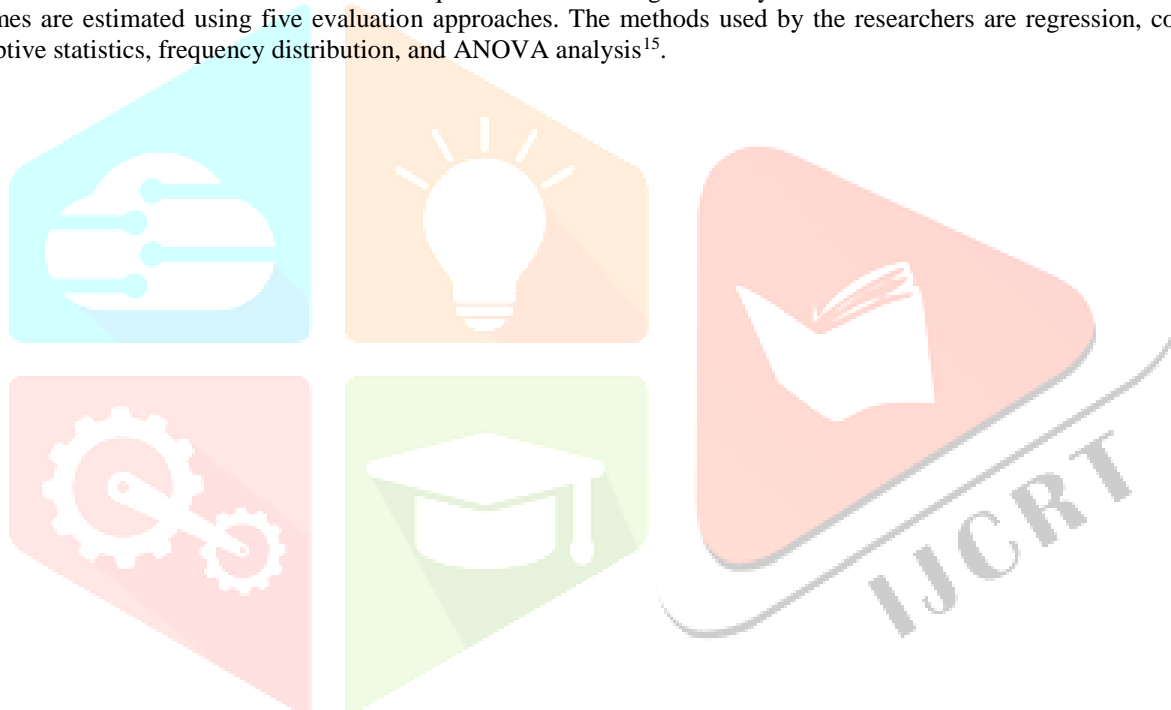 mes are estimated using five evaluation approaches. The methods used by the researchers are regression, co
ptive statistics, frequency distribution, and ANOVA analysis¹⁵.
IJCRT